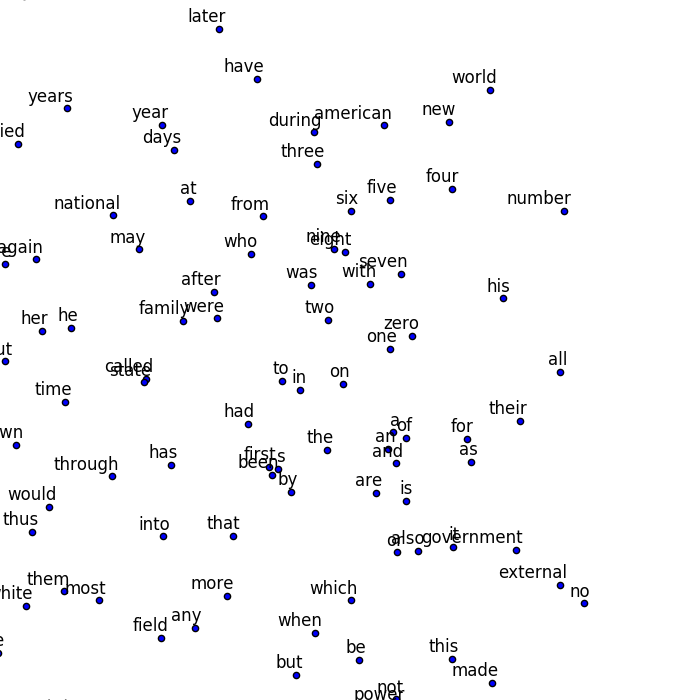 later
have
world
years
new
year
american
during
ied
days
three
four
five
at
six
number
national
from
nine
may
eight
who
again
seven
with
was
after
his
family
were
two
her
he
zero
one
ut
all
called
state
to
in
on
time
their
had
a
of
for
wn
the
an
has
first
s
and
as
through
been
by
are
is
would
thus
into
that
it
or
also
government
external
them
most
more
which
no
hite
any
field
when
be
this
but
made
not
power